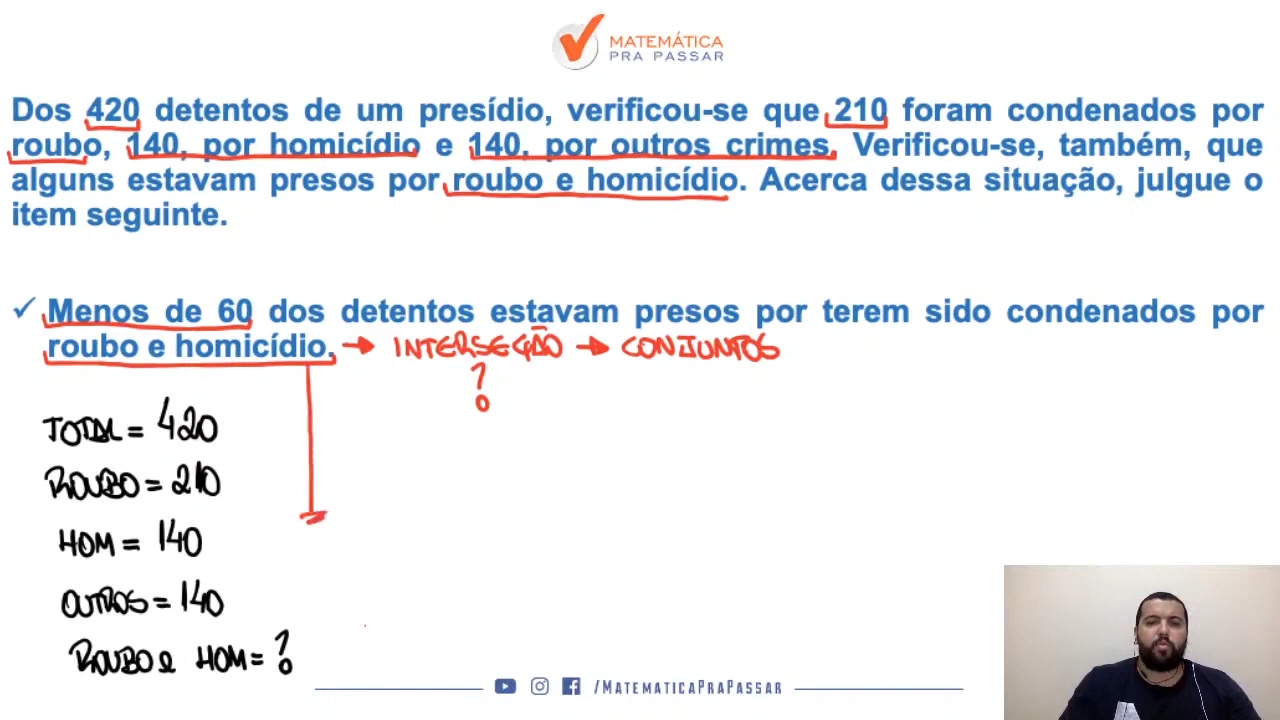 MATEMÁTICA
PRA PASSAR
Dos 420 detentos de um presídio, verificou-se que 210 foram condenados por
roubo, 140, por homicídio e 140, por outros crimes. Verificou-se, também, que
alguns estavam presos por roubo e homicídio. Acerca dessa situação, julgue o
item seguinte.
✓ Menos de 60 dos detentos estavam presos por terem sido condenados por
roubo e homicídio. → INTERSEÇÃO → CONJUNTOS
?
TOTAL = 420
ROUBO = 210
HOM = 140
OUTROS = 140
ROUBO e HOM = ?
/MATEMATICAPRAPASSAR